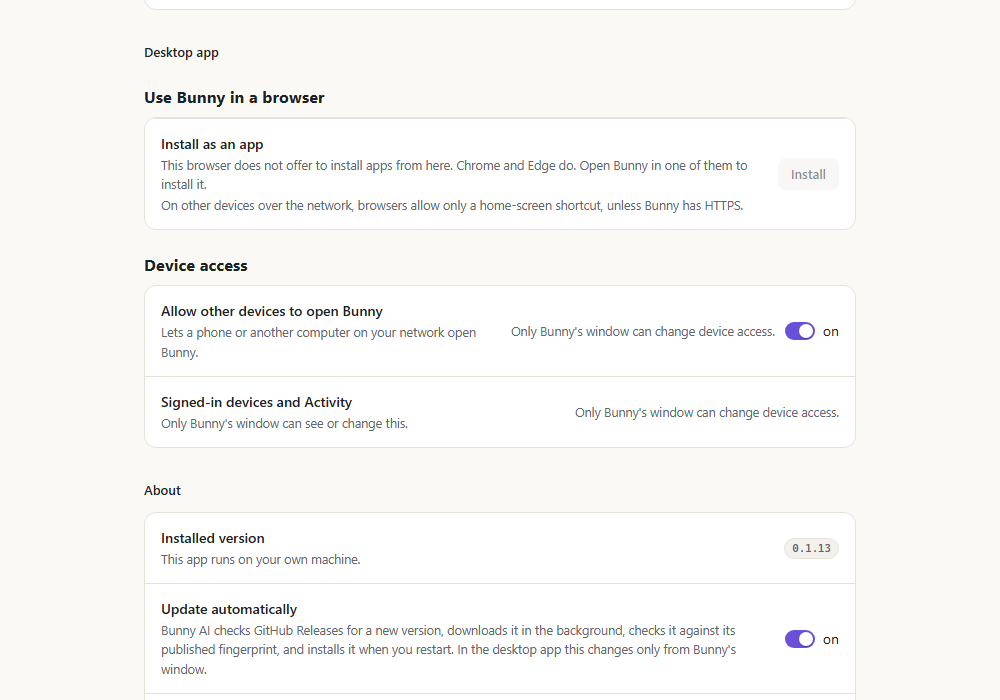 Desktop app
Use Bunny in a browser
Install as an app
This browser does not offer to install apps from here. Chrome and Edge do. Open Bunny in one of them to
install it.
On other devices over the network, browsers allow only a home-screen shortcut, unless Bunny has HTTPS.
Install
Device access
Allow other devices to open Bunny
Lets a phone or another computer on your network open
Bunny.
Only Bunny's window can change device access.
on
Signed-in devices and Activity
Only Bunny's window can see or change this.
Only Bunny's window can change device access.
About
Installed version
This app runs on your own machine.
0.1.13
Update automatically
Bunny AI checks GitHub Releases for a new version, downloads it in the background, checks it against its
published fingerprint, and installs it when you restart. In the desktop app this changes only from Bunny's
window.
on